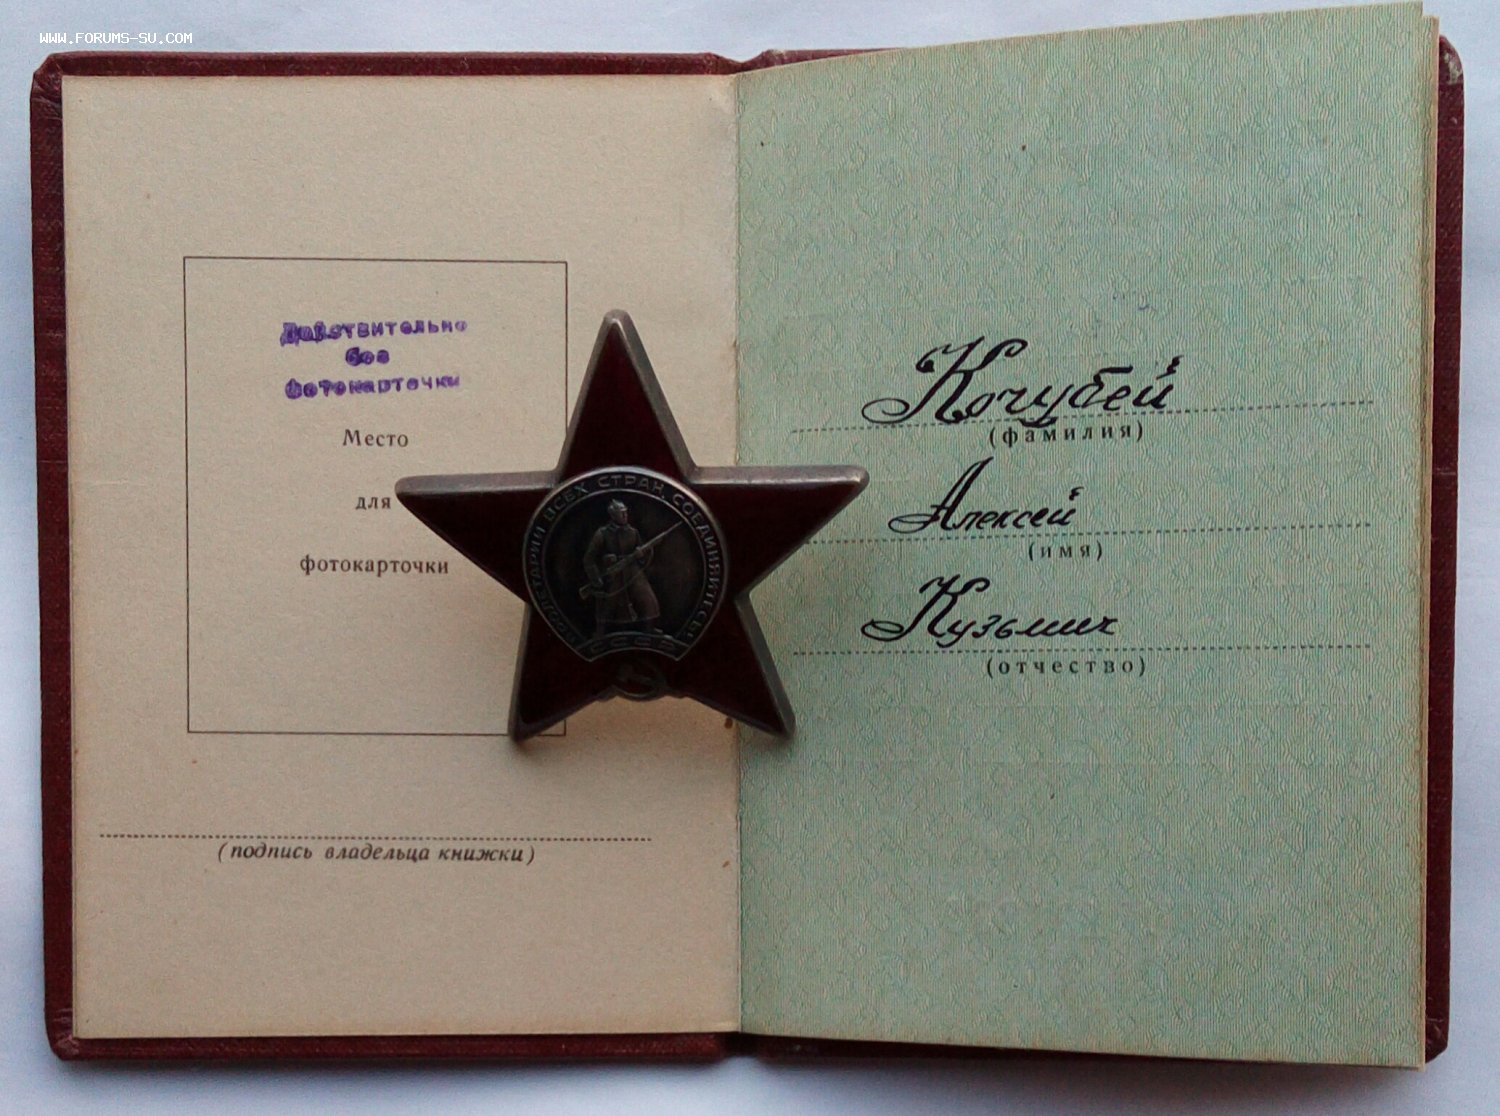 WWW.FORUMS-SU.COM
Действительно
без
фотокарточки
Место
для
фотокарточки
(подпись владельца книжки)
ПРОЛЕТАРИИ ВСЕХ СТРАН, СОЕДИНЯЙТЕСЬ!
СССР
Кочубей
(фамилия)
Алексей
(имя)
Кузьмич
(отчество)